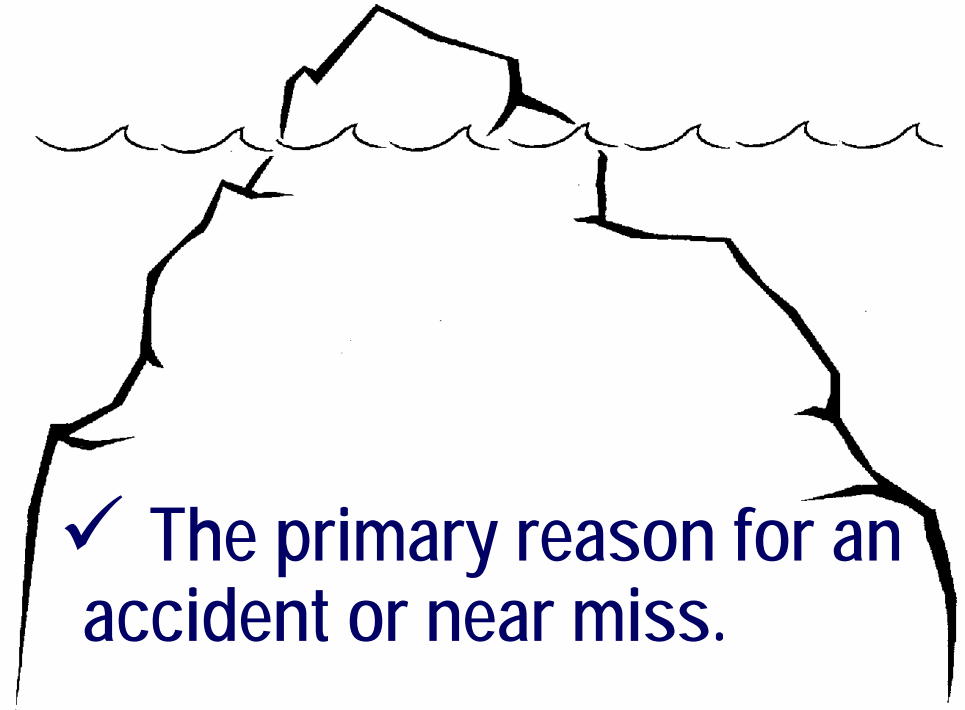 ✓ The primary reason for an
accident or near miss.